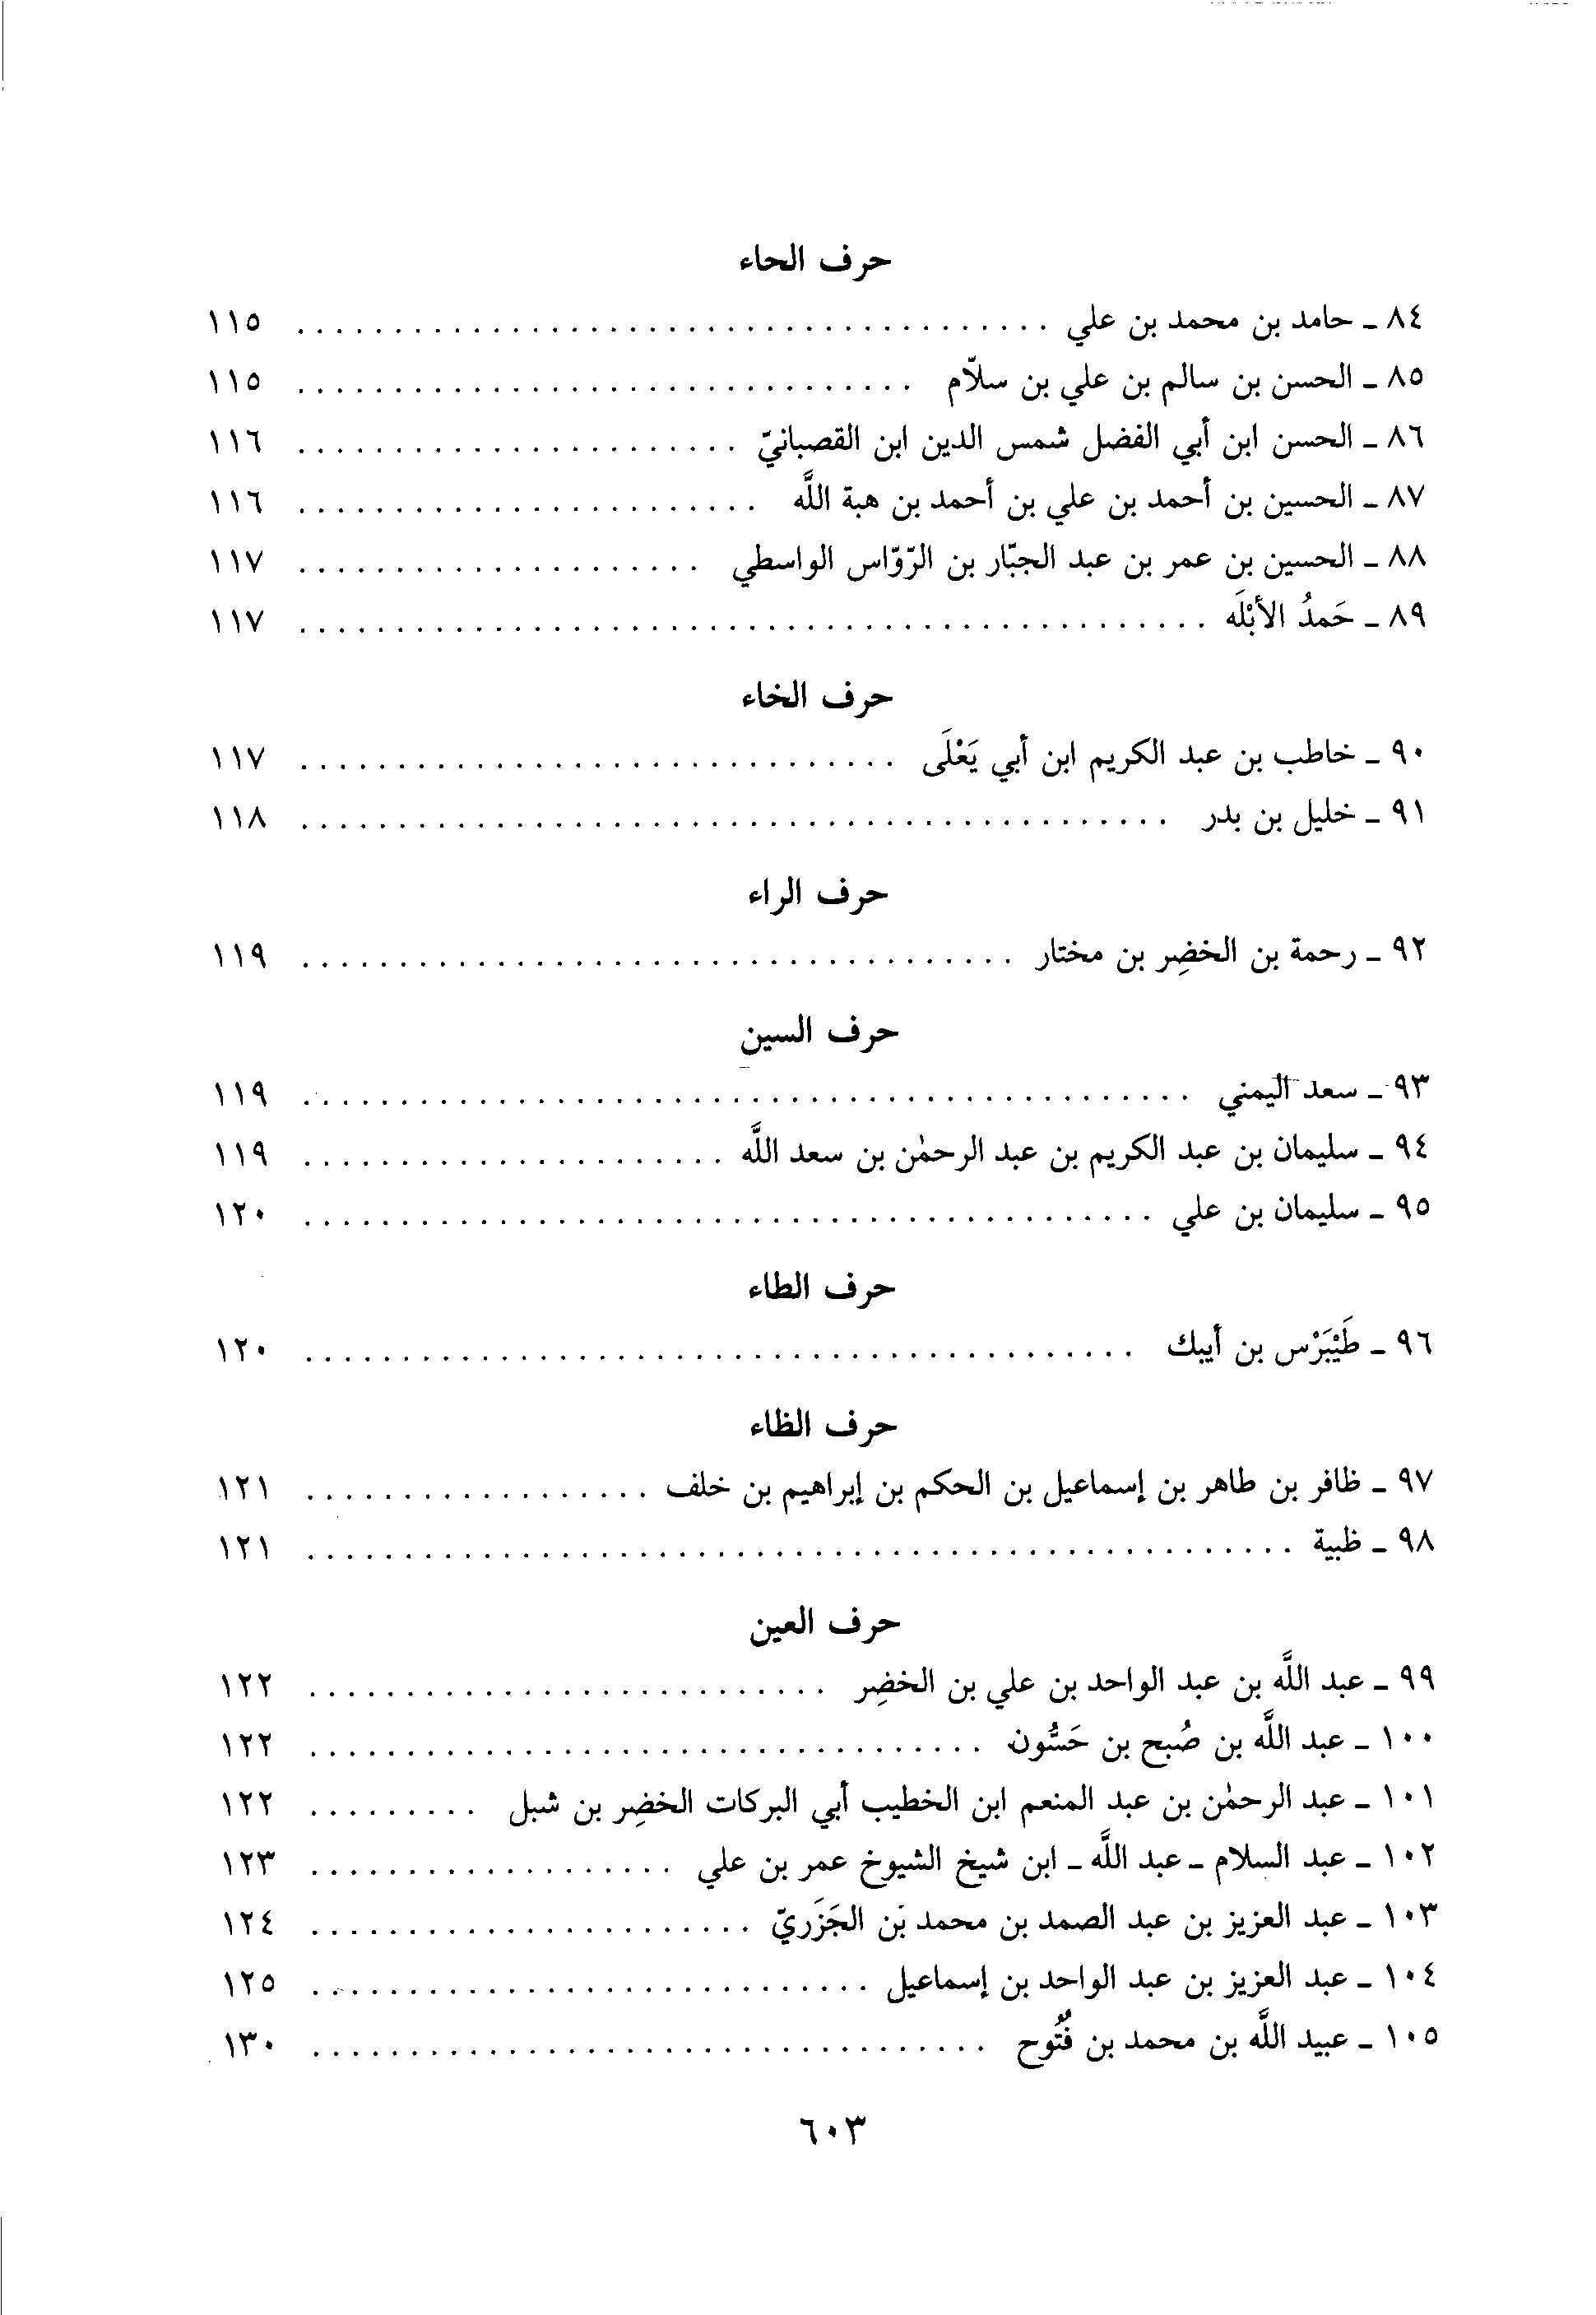 حرف الحاء
٨٤ ـ حامد بن محمد بن علي ....................................... ١١٥
٨٥ ـ الحسن بن سالم بن علي بن سلاّم ................................ ١١٥
٨٦ ـ الحسن ابن أبي الفضل شمس الدين ابن القصبانيّ ....................... ١١٦
٨٧ ـ الحسين بن أحمد بن علي بن أحمد بن هبة اللَّه ........................ ١١٦
٨٨ ـ الحسين بن عمر بن عبد الجبّار بن الرّوّاس الواسطي ..................... ١١٧
٨٩ ـ حَمدُ الأبْلَه ............................................... ١١٧
حرف الخاء
٩٠ ـ خاطب بن عبد الكريم ابن أبي يَعْلَى ............................... ١١٧
٩١ ـ خليل بن بدر ............................................. ١١٨
حرف الراء
٩٢ ـ رحمة بن الخضِر بن مختار ..................................... ١١٩
حرف السين
٩٣ ـ سعد اليمني .............................................. ١١٩
٩٤ ـ سليمان بن عبد الكريم بن عبد الرحمٰن بن سعد اللَّه ...................... ١١٩
٩٥ ـ سليمان بن علي ............................................ ١٢٠
حرف الطاء
٩٦ ـ طَيْبَرْس بن أيبك ........................................... ١٢٠
حرف الظاء
٩٧ ـ ظافر بن طاهر بن إسماعيل بن الحكم بن إبراهيم بن خلف .................. ١٢١
٩٨ ـ ظبية ................................................... ١٢١
حرف العين
٩٩ ـ عبد اللَّه بن عبد الواحد بن علي بن الخضِر ........................... ١٢٢
١٠٠ ـ عبد اللَّه بن صُبح بن حَسُّون ................................... ١٢٢
١٠١ ـ عبد الرحمٰن بن عبد المنعم ابن الخطيب أبي البركات الخضِر بن شبل ......... ١٢٢
١٠٢ ـ عبد السلام ـ عبد اللَّه ـ ابن شيخ الشيوخ عمر بن علي ................... ١٢٣
١٠٣ ـ عبد العزيز بن عبد الصمد بن محمد بن الجَزَريّ ....................... ١٢٤
١٠٤ ـ عبد العزيز بن عبد الواحد بن إسماعيل ............................. ١٢٥
١٠٥ ـ عبيد اللَّه بن محمد بن فُتُوح ................................... ١٣٠
٦٠٣